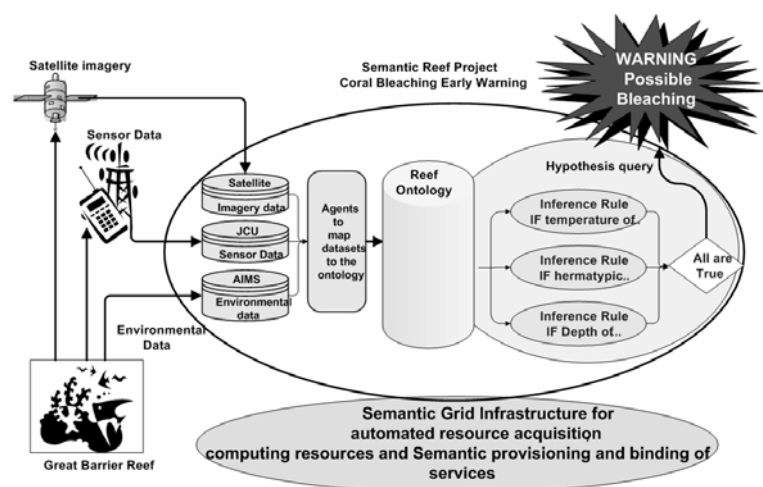 Satellite imagery
Semantic Reef Project
Coral Bleaching Early Warning
WARNING
Possible
Bleaching
Sensor Data
Satellite
Imagery data
JCU
Sensor Data
AIMS
Environmental
data
Agents
to
map
datasets
to the
ontology
Reef
Ontology
Hypothesis query
Inference Rule
IF temperature of..
Inference Rule
IF hermatypic..
Inference Rule
IF Depth of..
All are
True
Environmental
Data
Great Barrier Reef
Semantic Grid Infrastructure for
automated resource acquisition
computing resources and Semantic provisioning and binding of
services